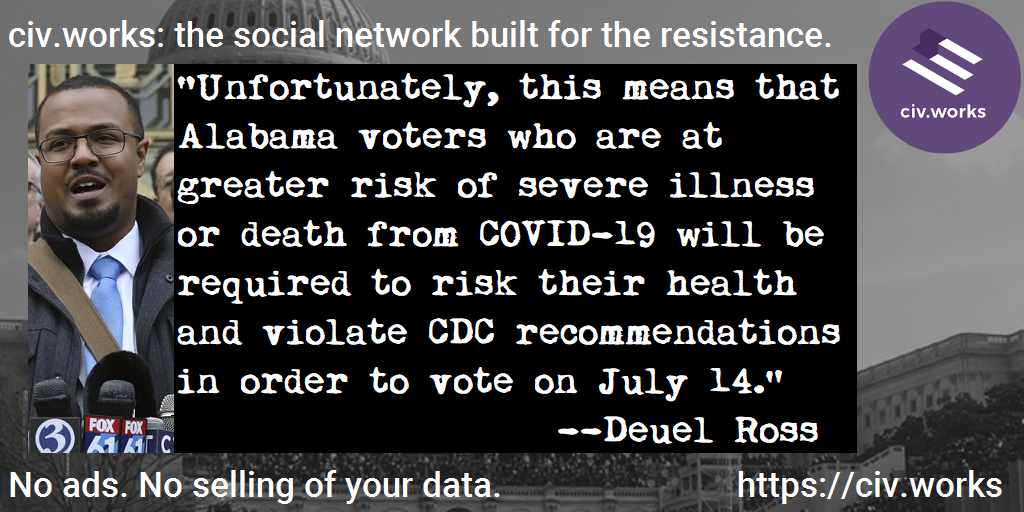 civ.works: the social network built for the resistance.
civ.works
"Unfortunately, this means that
Alabama voters who are at
greater risk of severe illness
or death from COVID-19 will be
required to risk their health
and violate CDC recommendations
in order to vote on July 14."
--Deuel Ross
3
FOX
61
FOX
61
No ads. No selling of your data.
https://civ.works